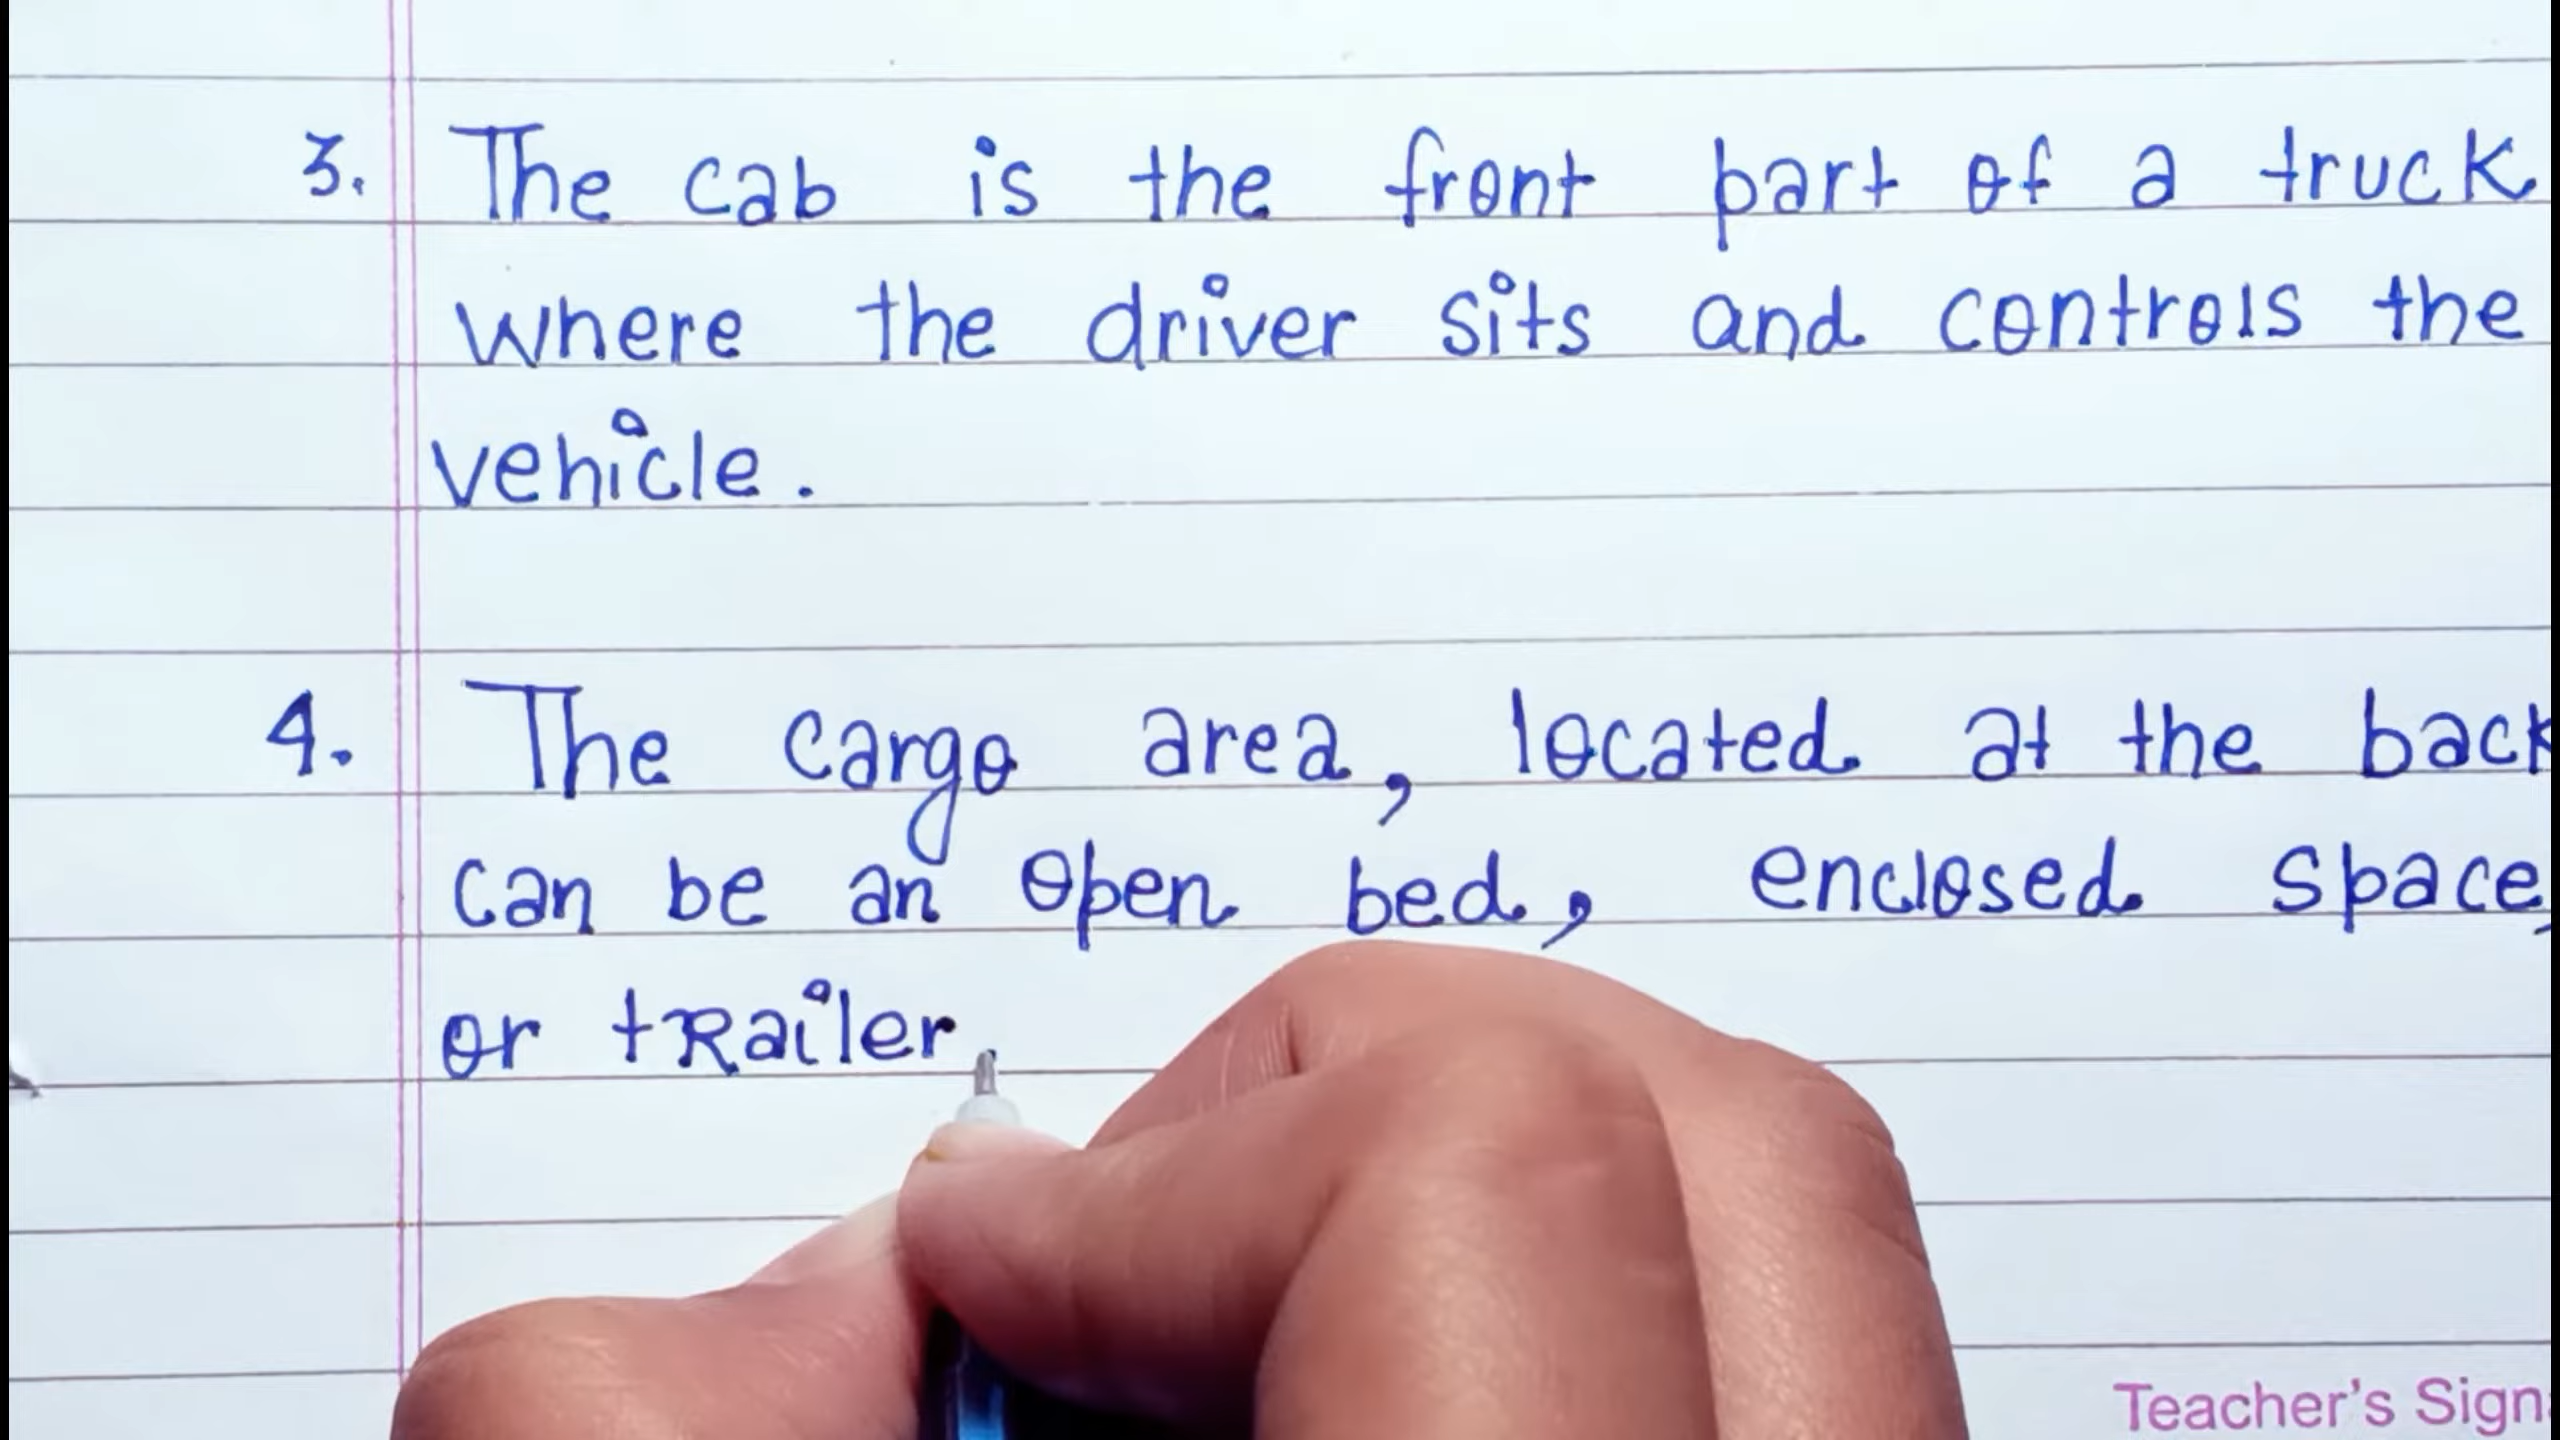 3. The cab is the front part of a truck
where the driver sits and controls the
vehicle.
4. The cargo area, located at the back
can be an open bed, enclosed space,
or trailer.
Teacher's Sign